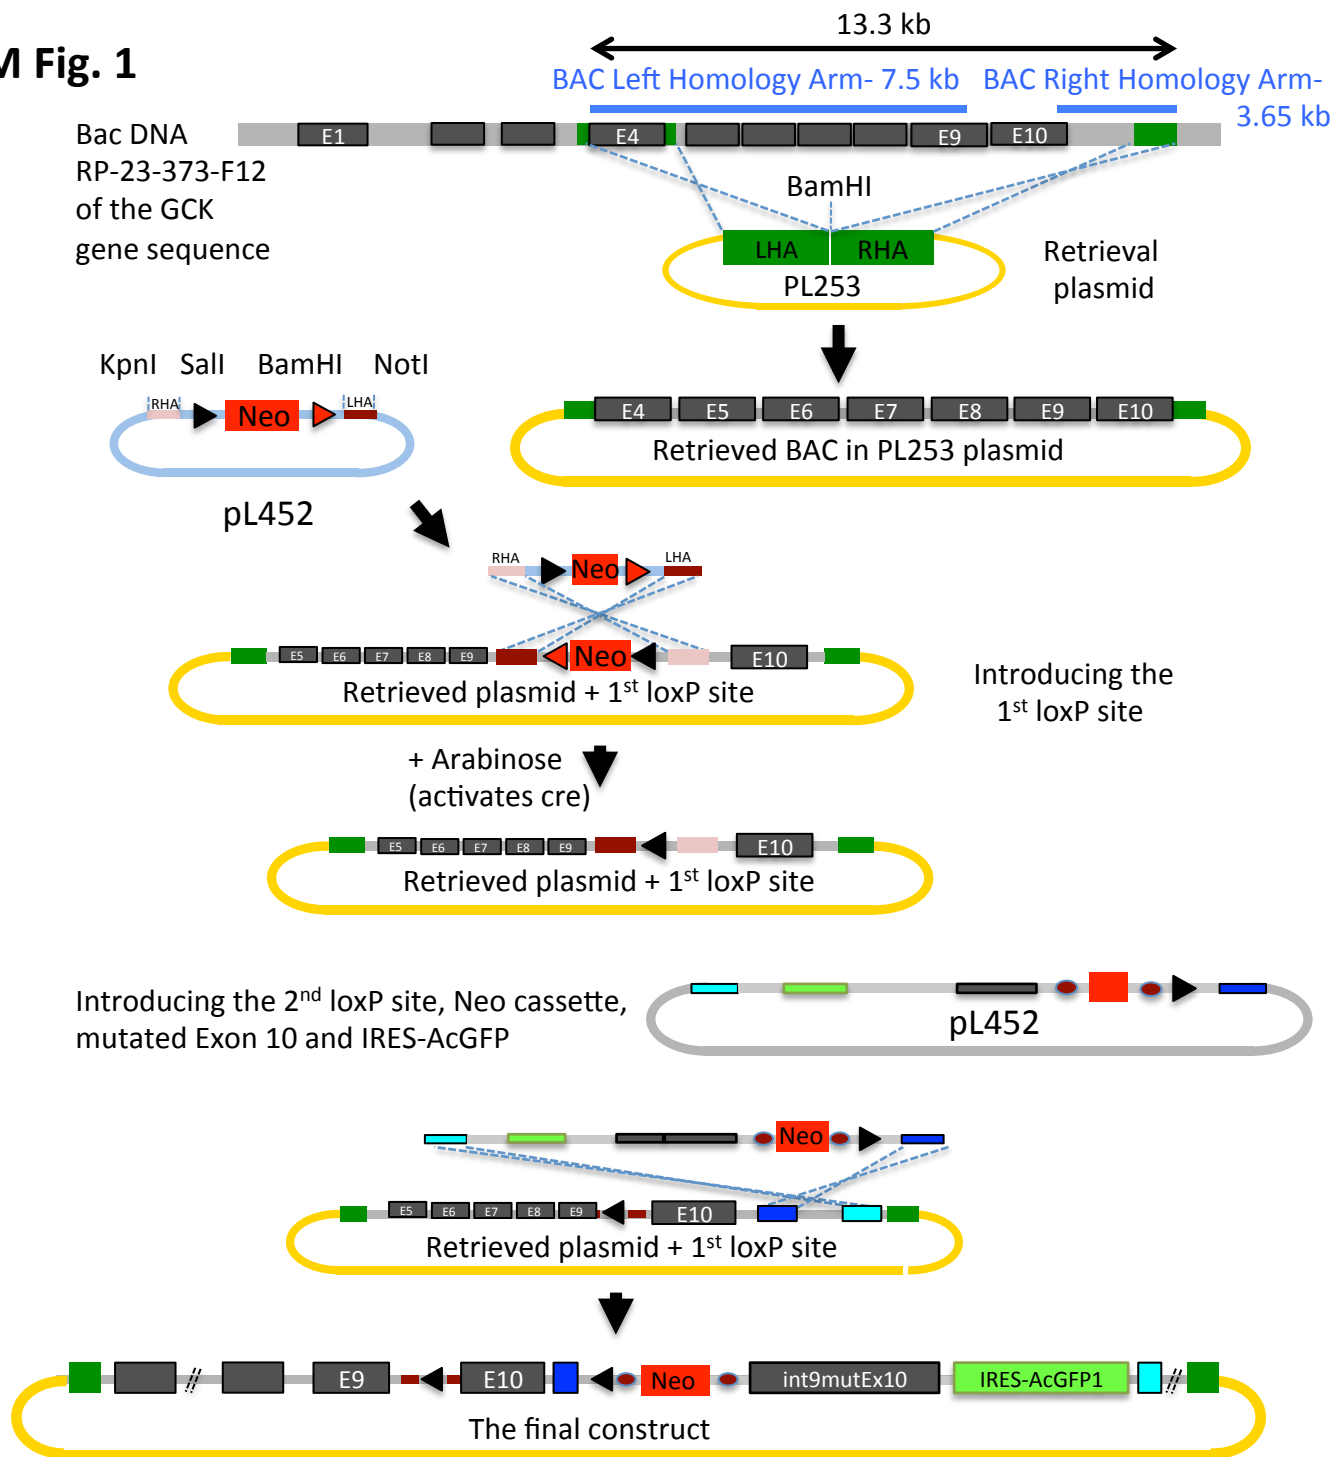 M Fig. 1
13.3 kb
BAC Left Homology Arm- 7.5 kb
BAC Right Homology Arm-
3.65 kb
Bac DNA
RP-23-373-F12
of the GCK
gene sequence
E1
E4
E9
E10
BamHI
LHA
RHA
PL253
Retrieval
plasmid
KpnI SalI BamHI NotI
RHA
Neo
LHA
pL452
E4 E5 E6 E7 E8 E9 E10
Retrieved BAC in PL253 plasmid
RHA
Neo
LHA
E5 E6 E7 E8 E9
Neo
E10
Retrieved plasmid + 1st loxP site
Introducing the
1st loxP site
+ Arabinose
(activates cre)
E5 E6 E7 E8 E9
E10
Retrieved plasmid + 1st loxP site
Introducing the 2nd loxP site, Neo cassette,
mutated Exon 10 and IRES-AcGFP
pL452
Neo
E5 E6 E7 E8 E9
E10
Retrieved plasmid + 1st loxP site
E9
E10
Neo
int9mutEx10
IRES-AcGFP1
The final construct